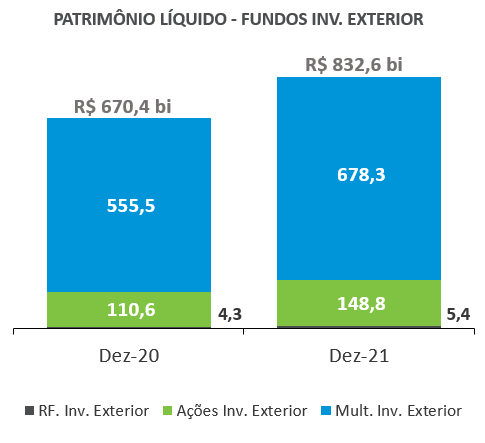 PATRIMÔNIO LÍQUIDO - FUNDOS INV. EXTERIOR
R$ 832,6 bi
R$ 670,4 bi
678,3
555,5
148,8
110,6
4,3
5,4
Dez-20
Dez-21
RF. Inv. Exterior
Ações Inv. Exterior
Mult. Inv. Exterior